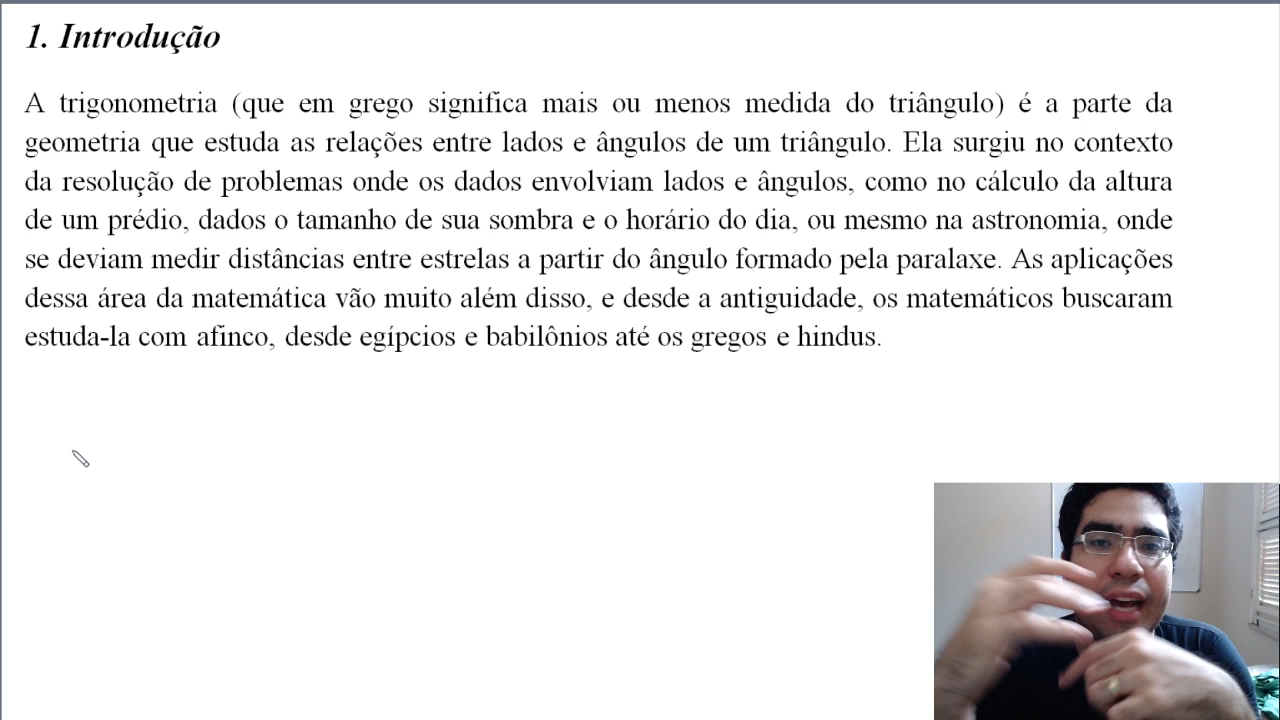 1. Introdução
A trigonometria (que em grego significa mais ou menos medida do triângulo) é a parte da
geometria que estuda as relações entre lados e ângulos de um triângulo. Ela surgiu no contexto
da resolução de problemas onde os dados envolviam lados e ângulos, como no cálculo da altura
de um prédio, dados o tamanho de sua sombra e o horário do dia, ou mesmo na astronomia, onde
se deviam medir distâncias entre estrelas a partir do ângulo formado pela paralaxe. As aplicações
dessa área da matemática vão muito além disso, e desde a antiguidade, os matemáticos buscaram
estuda-la com afinco, desde egípcios e babilônios até os gregos e hindus.